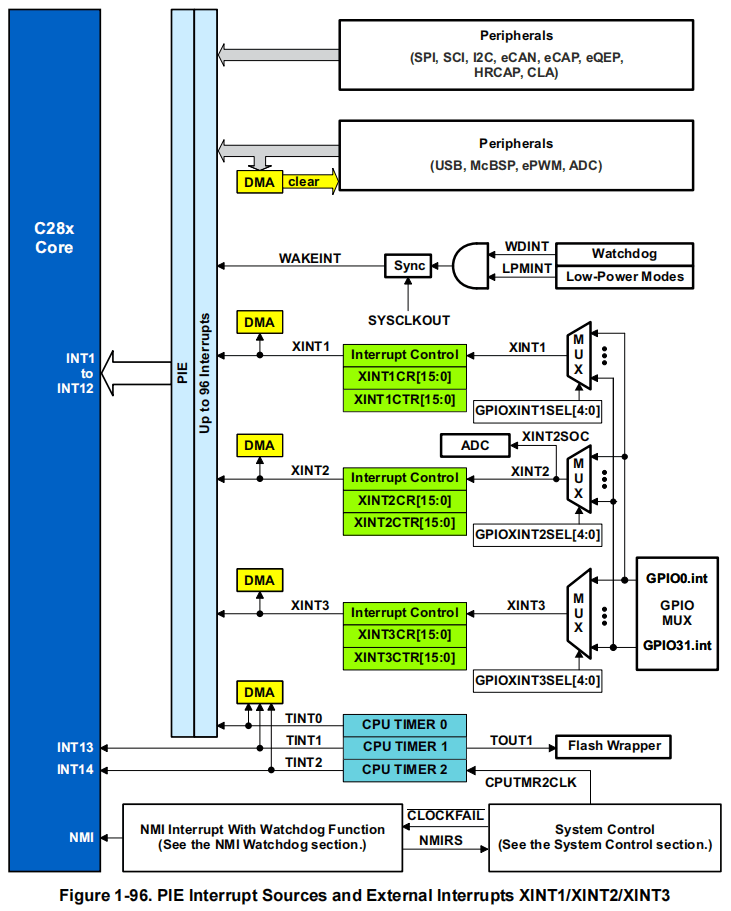 Peripherals
(SPI, SCI, I2C, eCAN, eCAP, eQEP,
HRCAP, CLA)
Peripherals
(USB, McBSP, ePWM, ADC)
DMA
clear
C28x
Core
WDINT
Watchdog
WAKEINT
Sync
LPMINT
Low-Power Modes
SYSCLKOUT
PIE
Up to 96 Interrupts
INT1
to
INT12
DMA
XINT1
Interrupt Control
XINT1CR[15:0]
XINT1CTR[15:0]
XINT1
MUX
GPIOXINT1SEL[4:0]
DMA
ADC
XINT2SOC
XINT2
Interrupt Control
XINT2CR[15:0]
XINT2CTR[15:0]
XINT2
MUX
GPIOXINT2SEL[4:0]
DMA
XINT3
Interrupt Control
XINT3CR[15:0]
XINT3CTR[15:0]
XINT3
MUX
GPIOXINT3SEL[4:0]
GPIO0.int
GPIO
MUX
GPIO31.int
DMA
TINT0
CPU TIMER 0
INT13
TINT1
CPU TIMER 1
TOUT1
Flash Wrapper
INT14
TINT2
CPU TIMER 2
CPUTMR2CLK
NMI
NMI Interrupt With Watchdog Function
(See the NMI Watchdog section.)
CLOCKFAIL
NMIRS
System Control
(See the System Control section.)
Figure 1-96. PIE Interrupt Sources and External Interrupts XINT1/XINT2/XINT3